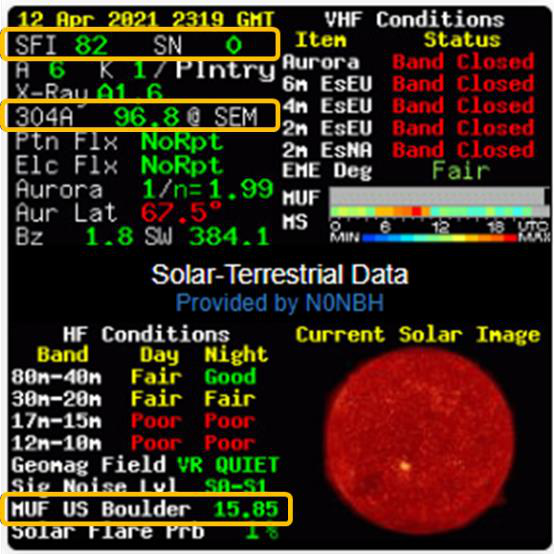 12 Apr 2021 2319 GMT
SFI 82 SN 0
A 6 K 1 / Plntry
X-Ray A1.6
304A 96.8 @ SEM
Ptn Flx NoRpt
Elc Flx NoRpt
Aurora 1/n=1.99
Aur Lat 67.5°
Bz 1.8 SW 384.1
VHF Conditions
Item Status
Aurora Band Closed
6m EsEU Band Closed
4m EsEU Band Closed
2m EsEU Band Closed
2m EsNA Band Closed
EME Deg Fair
MUF
MS
0 6 12 18 UTC
MIN MAX
Solar-Terrestrial Data
Provided by N0NBH
HF Conditions
Band Day Night
80m-40m Fair Good
30m-20m Fair Fair
17m-15m Poor Poor
12m-10m Poor Poor
Geomag Field VR QUIET
Sig Noise Lvl S0-S1
MUF US Boulder 15.85
Solar Flare Prb 1%
Current Solar Image